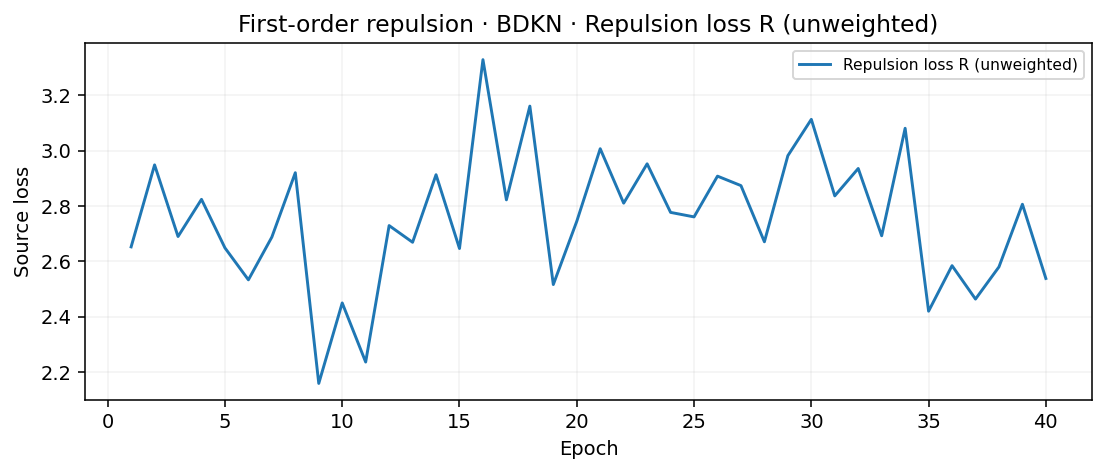 First-order repulsion · BDKN · Repulsion loss R (unweighted)
Repulsion loss R (unweighted)
Source loss
3.2
3.0
2.8
2.6
2.4
2.2
0 5 10 15 20 25 30 35 40
Epoch